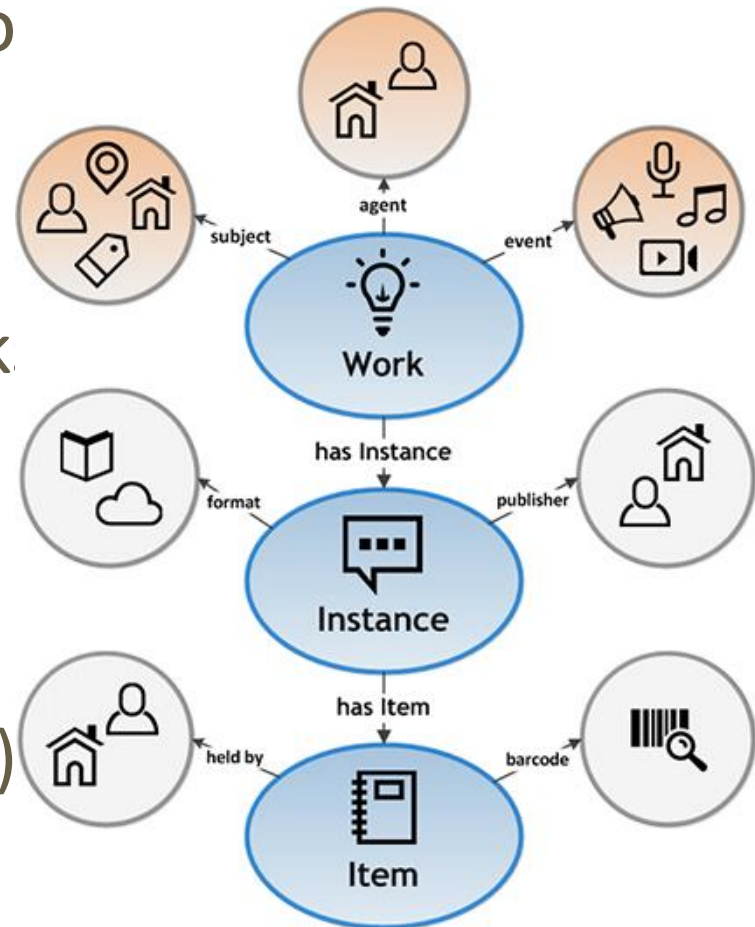 agent
subject
event
Work
has Instance
format
publisher
Instance
has Item
held by
barcode
Item
)